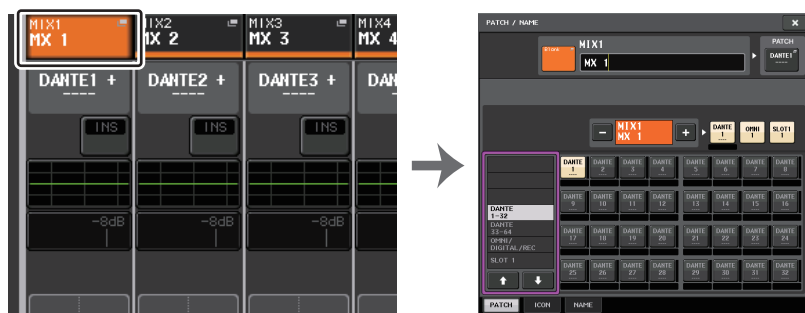 MIX1
MX 1
MIX2
MX 2
MIX3
MX 3
MIX4
MX 4
DANTE1 +
----
DANTE2 +
----
DANTE3 +
----
DAN
INS
INS
INS
-8dB
-8dB
-8dB
PATCH / NAME
×
Blank
MIX1
MX 1
PATCH
DANTE1
----
−
MIX1
MX 1
+
DANTE
1
OMNI
1
SLOT1
1
DANTE 1
DANTE 2
DANTE 3
DANTE 4
DANTE 5
DANTE 6
DANTE 7
DANTE 8
DANTE 9
DANTE 10
DANTE 11
DANTE 12
DANTE 13
DANTE 14
DANTE 15
DANTE 16
DANTE 17
DANTE 18
DANTE 19
DANTE 20
DANTE 21
DANTE 22
DANTE 23
DANTE 24
DANTE 25
DANTE 26
DANTE 27
DANTE 28
DANTE 29
DANTE 30
DANTE 31
DANTE 32
DANTE
1-32
DANTE
33-64
OMNI/
DIGITAL/REC
SLOT 1
PATCH
ICON
NAME